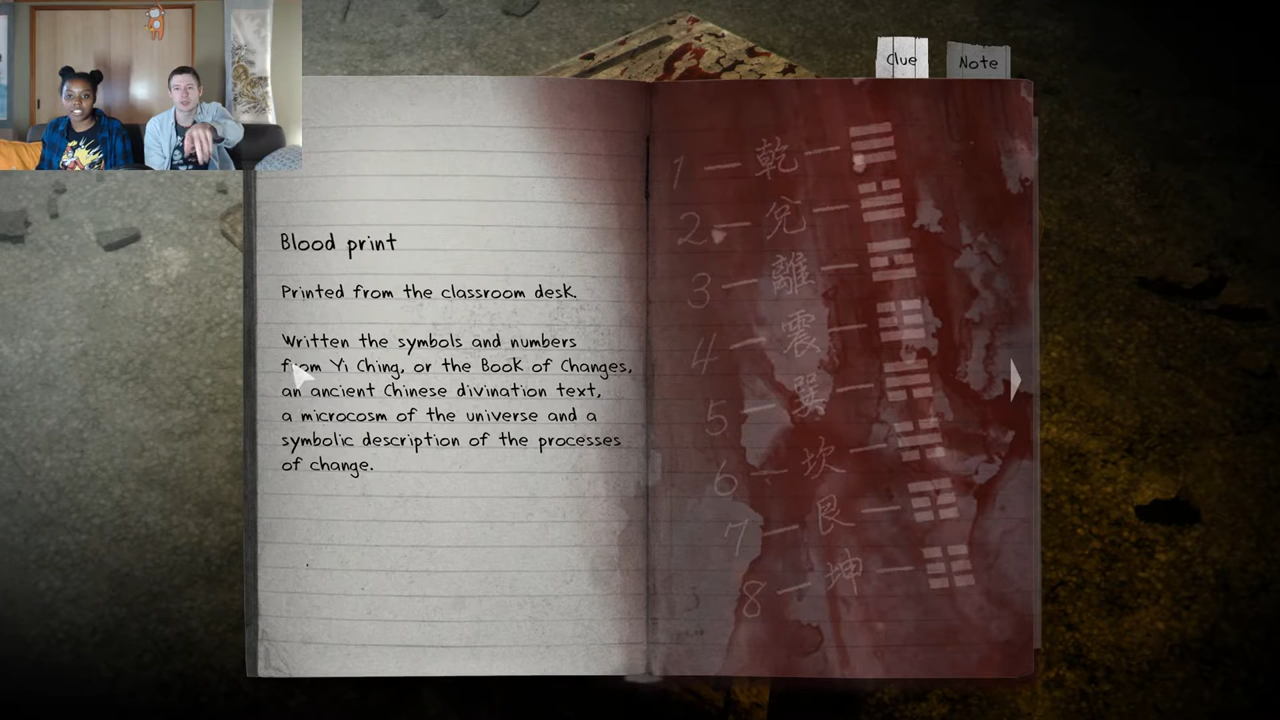 Clue
Note
Blood print
Printed from the classroom desk.
Written the symbols and numbers
from Yi Ching, or the Book of Changes,
an ancient Chinese divination text,
a microcosm of the universe and a
symbolic description of the processes
of change.
1 — 乾 — ☰
2 — 兌 — ☱
3 — 離 — ☲
4 — 震 — ☳
5 — 巽 — ☴
6 — 坎 — ☵
7 — 艮 — ☶
8 — 坤 — ☷